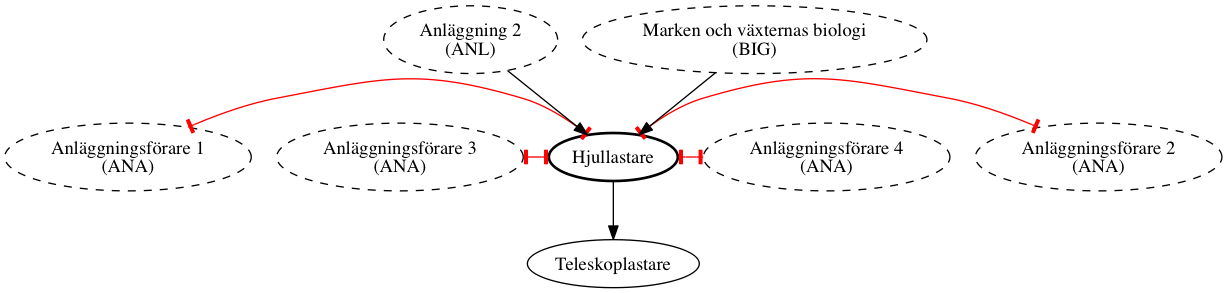 Anläggning 2
(ANL)
Marken och växternas biologi
(BIG)
Anläggningsförare 1
(ANA)
Anläggningsförare 3
(ANA)
Hjullastare
Anläggningsförare 4
(ANA)
Anläggningsförare 2
(ANA)
Teleskoplastare